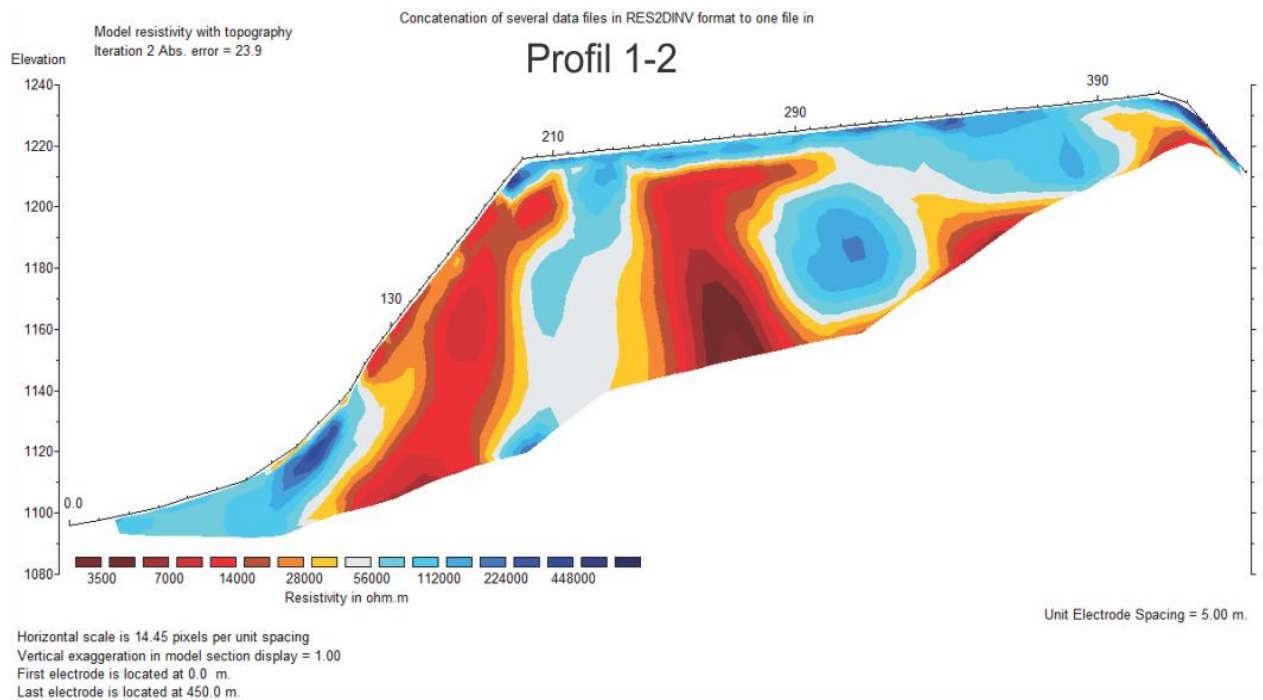 Concatenation of several data files in RES2DINV format to one file in
Model resistivity with topography
Iteration 2 Abs. error = 23.9
Profil 1-2
Elevation
1240
1220
1200
1180
1160
1140
1120
1100
1080
0.0
130
210
290
390
3500 7000 14000 28000 56000 112000 224000 448000
Resistivity in ohm.m
Unit Electrode Spacing = 5.00 m.
Horizontal scale is 14.45 pixels per unit spacing
Vertical exaggeration in model section display = 1.00
First electrode is located at 0.0 m.
Last electrode is located at 450.0 m.